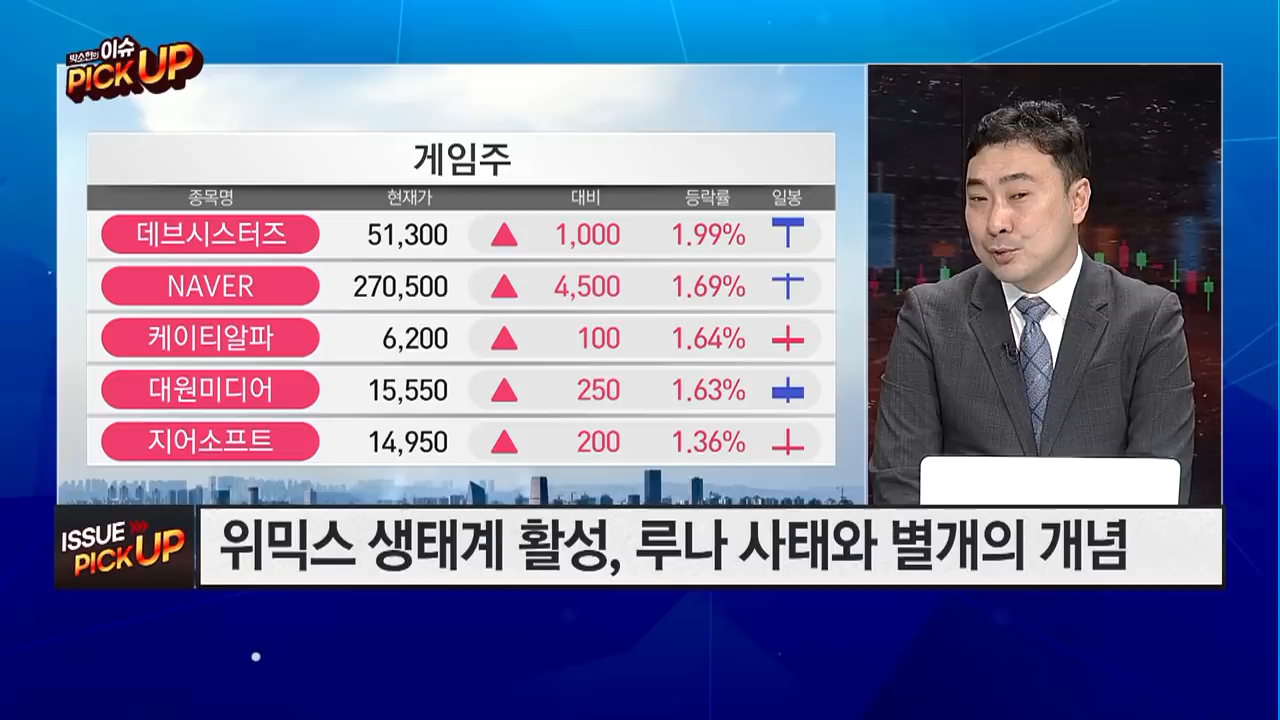 박소현의 이슈
PICK UP
게임주
종목명 현재가 대비 등락률 일봉
데브시스터즈 51,300 ▲ 1,000 1.99%
NAVER 270,500 ▲ 4,500 1.69%
케이티알파 6,200 ▲ 100 1.64%
대원미디어 15,550 ▲ 250 1.63%
지어소프트 14,950 ▲ 200 1.36%
ISSUE
PICK UP
위믹스 생태계 활성, 루나 사태와 별개의 개념